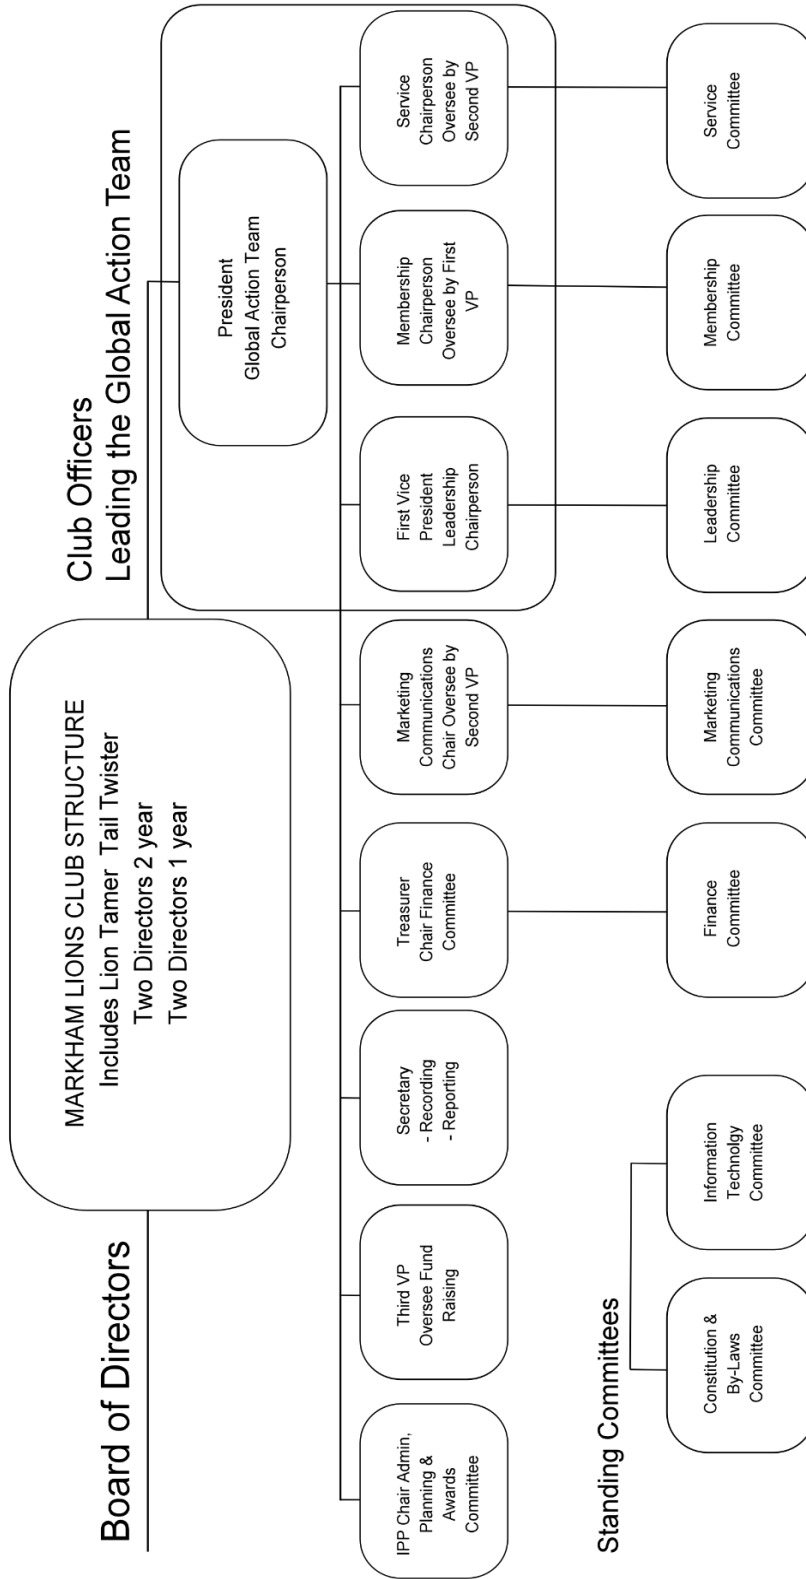 Board of Directors
MARKHAM LIONS CLUB STRUCTURE
Includes Lion Tamer Tail Twister
Two Directors 2 year
Two Directors 1 year
Club Officers
Leading the Global Action Team
President
Global Action Team
Chairperson
IPP Chair Admin,
Planning &
Awards
Committee
Third VP
Oversee Fund
Raising
Secretary
- Recording
- Reporting
Treasurer
Chair Finance
Committee
Marketing
Communications
Chair Oversee by
Second VP
First Vice
President
Leadership
Chairperson
Membership
Chairperson
Oversee by First
VP
Service
Chairperson
Oversee by
Second VP
Standing Committees
Constitution &
By-Laws
Committee
Information
Technolgy
Committee
Finance
Committee
Marketing
Communications
Committee
Leadership
Committee
Membership
Committee
Service
Committee